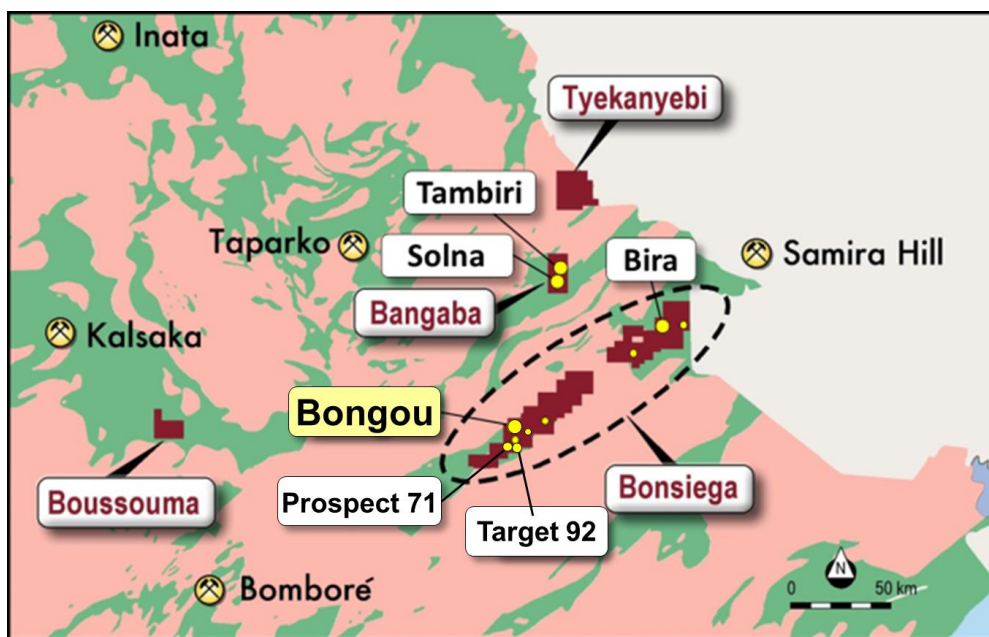 Inata
Tyekanyebi
Tambiri
Taparko
Solna
Bira
Samira Hill
Bangaba
Kalsaka
Bongou
Boussouma
Prospect 71
Bonsiega
Target 92
N
Bomboré
0 50 km